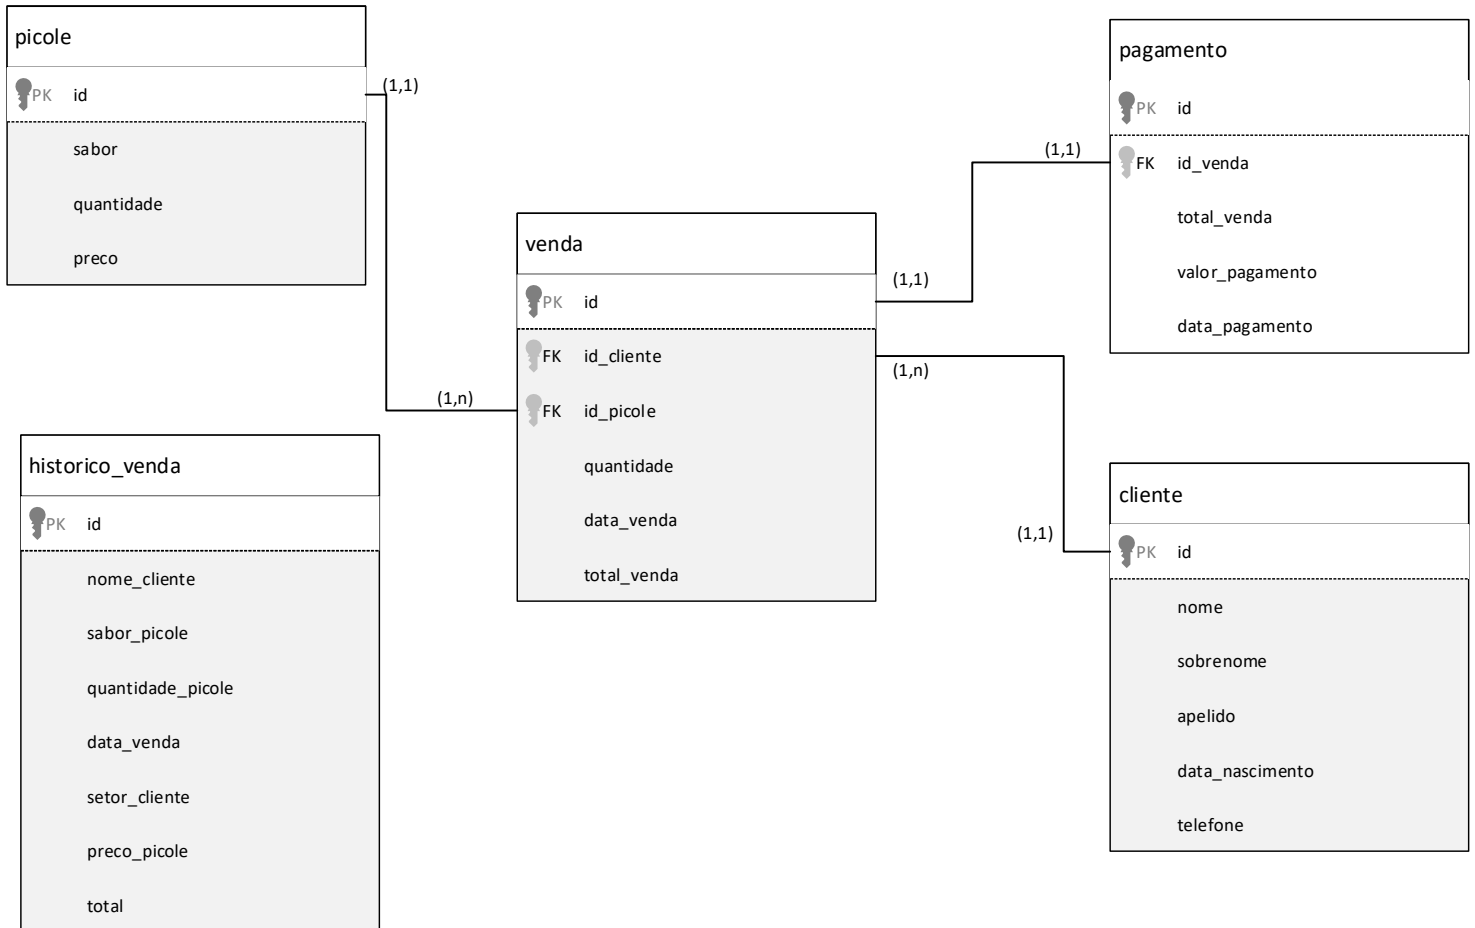 picole
PK id
sabor
quantidade
preco
(1,1)
(1,n)
venda
PK id
FK id_cliente
FK id_picole
quantidade
data_venda
total_venda
(1,1)
(1,1)
(1,n)
(1,1)
pagamento
PK id
FK id_venda
total_venda
valor_pagamento
data_pagamento
historico_venda
PK id
nome_cliente
sabor_picole
quantidade_picole
data_venda
setor_cliente
preco_picole
total
cliente
PK id
nome
sobrenome
apelido
data_nascimento
telefone